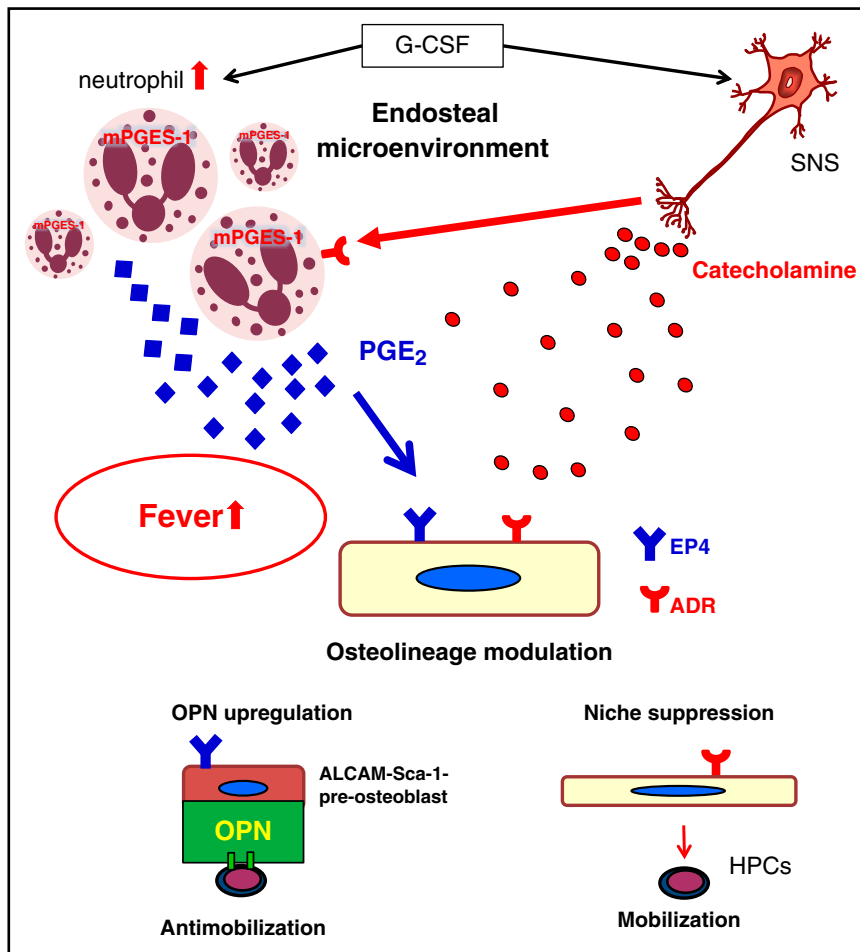 G-CSF
neutrophil
Endosteal
microenvironment
SNS
mPGES-1
mPGES-1
mPGES-1
mPGES-1
Catecholamine
PGE₂
Fever
EP4
ADR
Osteolineage modulation
OPN upregulation
Niche suppression
ALCAM-Sca-1-
pre-osteoblast
OPN
HPCs
Antimobilization
Mobilization